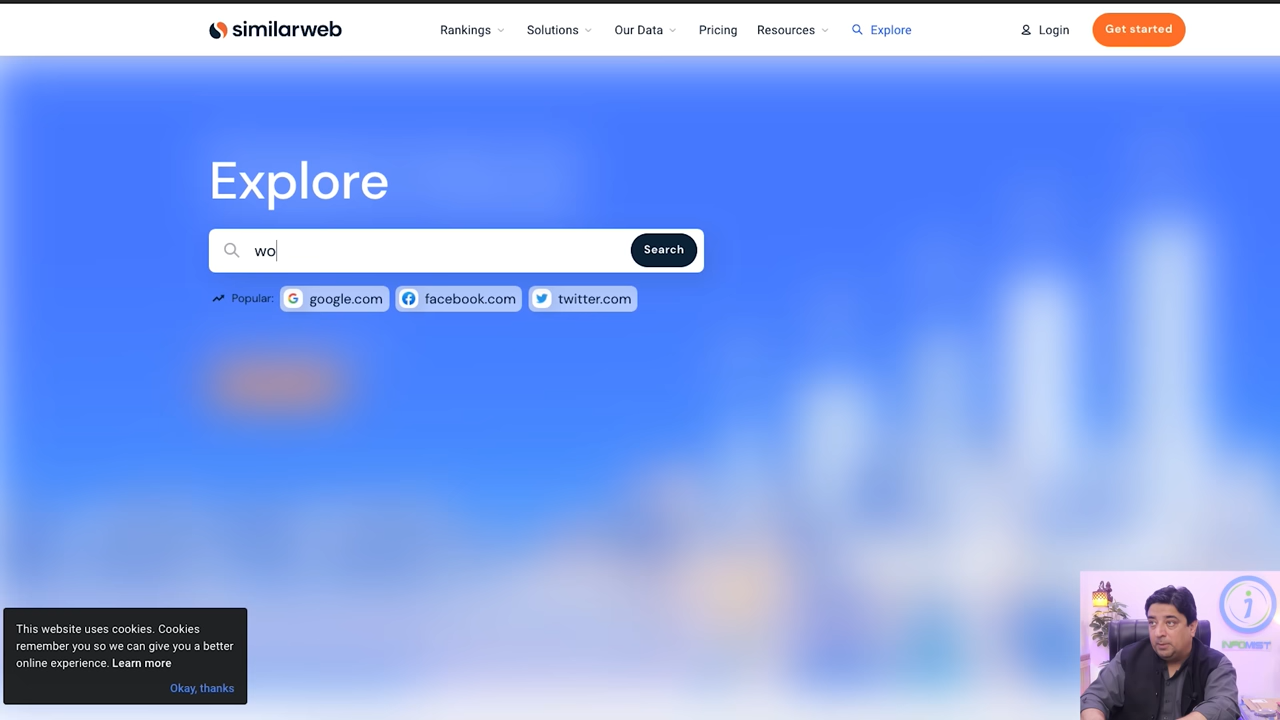 similarweb
Rankings Solutions Our Data Pricing Resources Explore Login Get started
Explore
wo Search
Popular: google.com facebook.com twitter.com
This website uses cookies. Cookies
remember you so we can give you a better
online experience. Learn more
Okay, thanks
i
INFOMIST